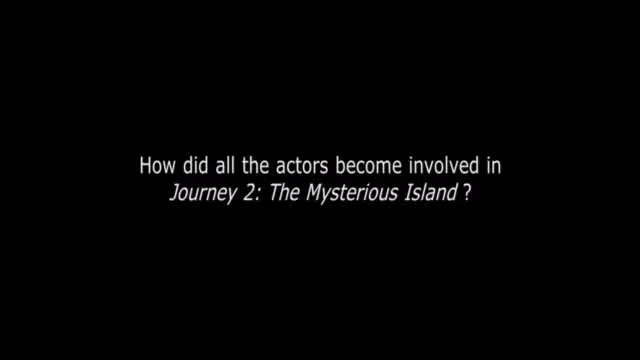 How did all the actors become involved in
Journey 2: The Mysterious Island ?